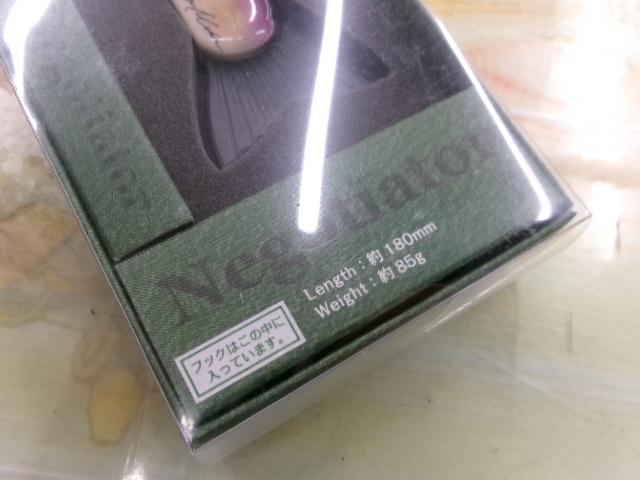 Negotiator
Length : 約 180mm
Weight : 約 85g
フックはこの中に
入っています。